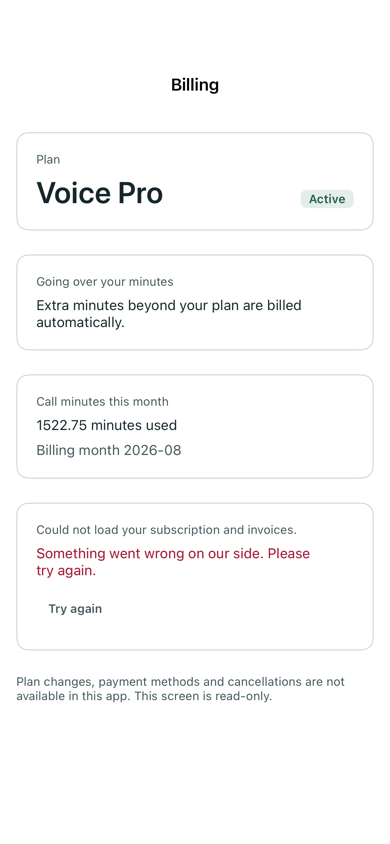 Billing
Plan
Voice Pro
Active
Going over your minutes
Extra minutes beyond your plan are billed
automatically.
Call minutes this month
1522.75 minutes used
Billing month 2026-08
Could not load your subscription and invoices.
Something went wrong on our side. Please
try again.
Try again
Plan changes, payment methods and cancellations are not
available in this app. This screen is read-only.